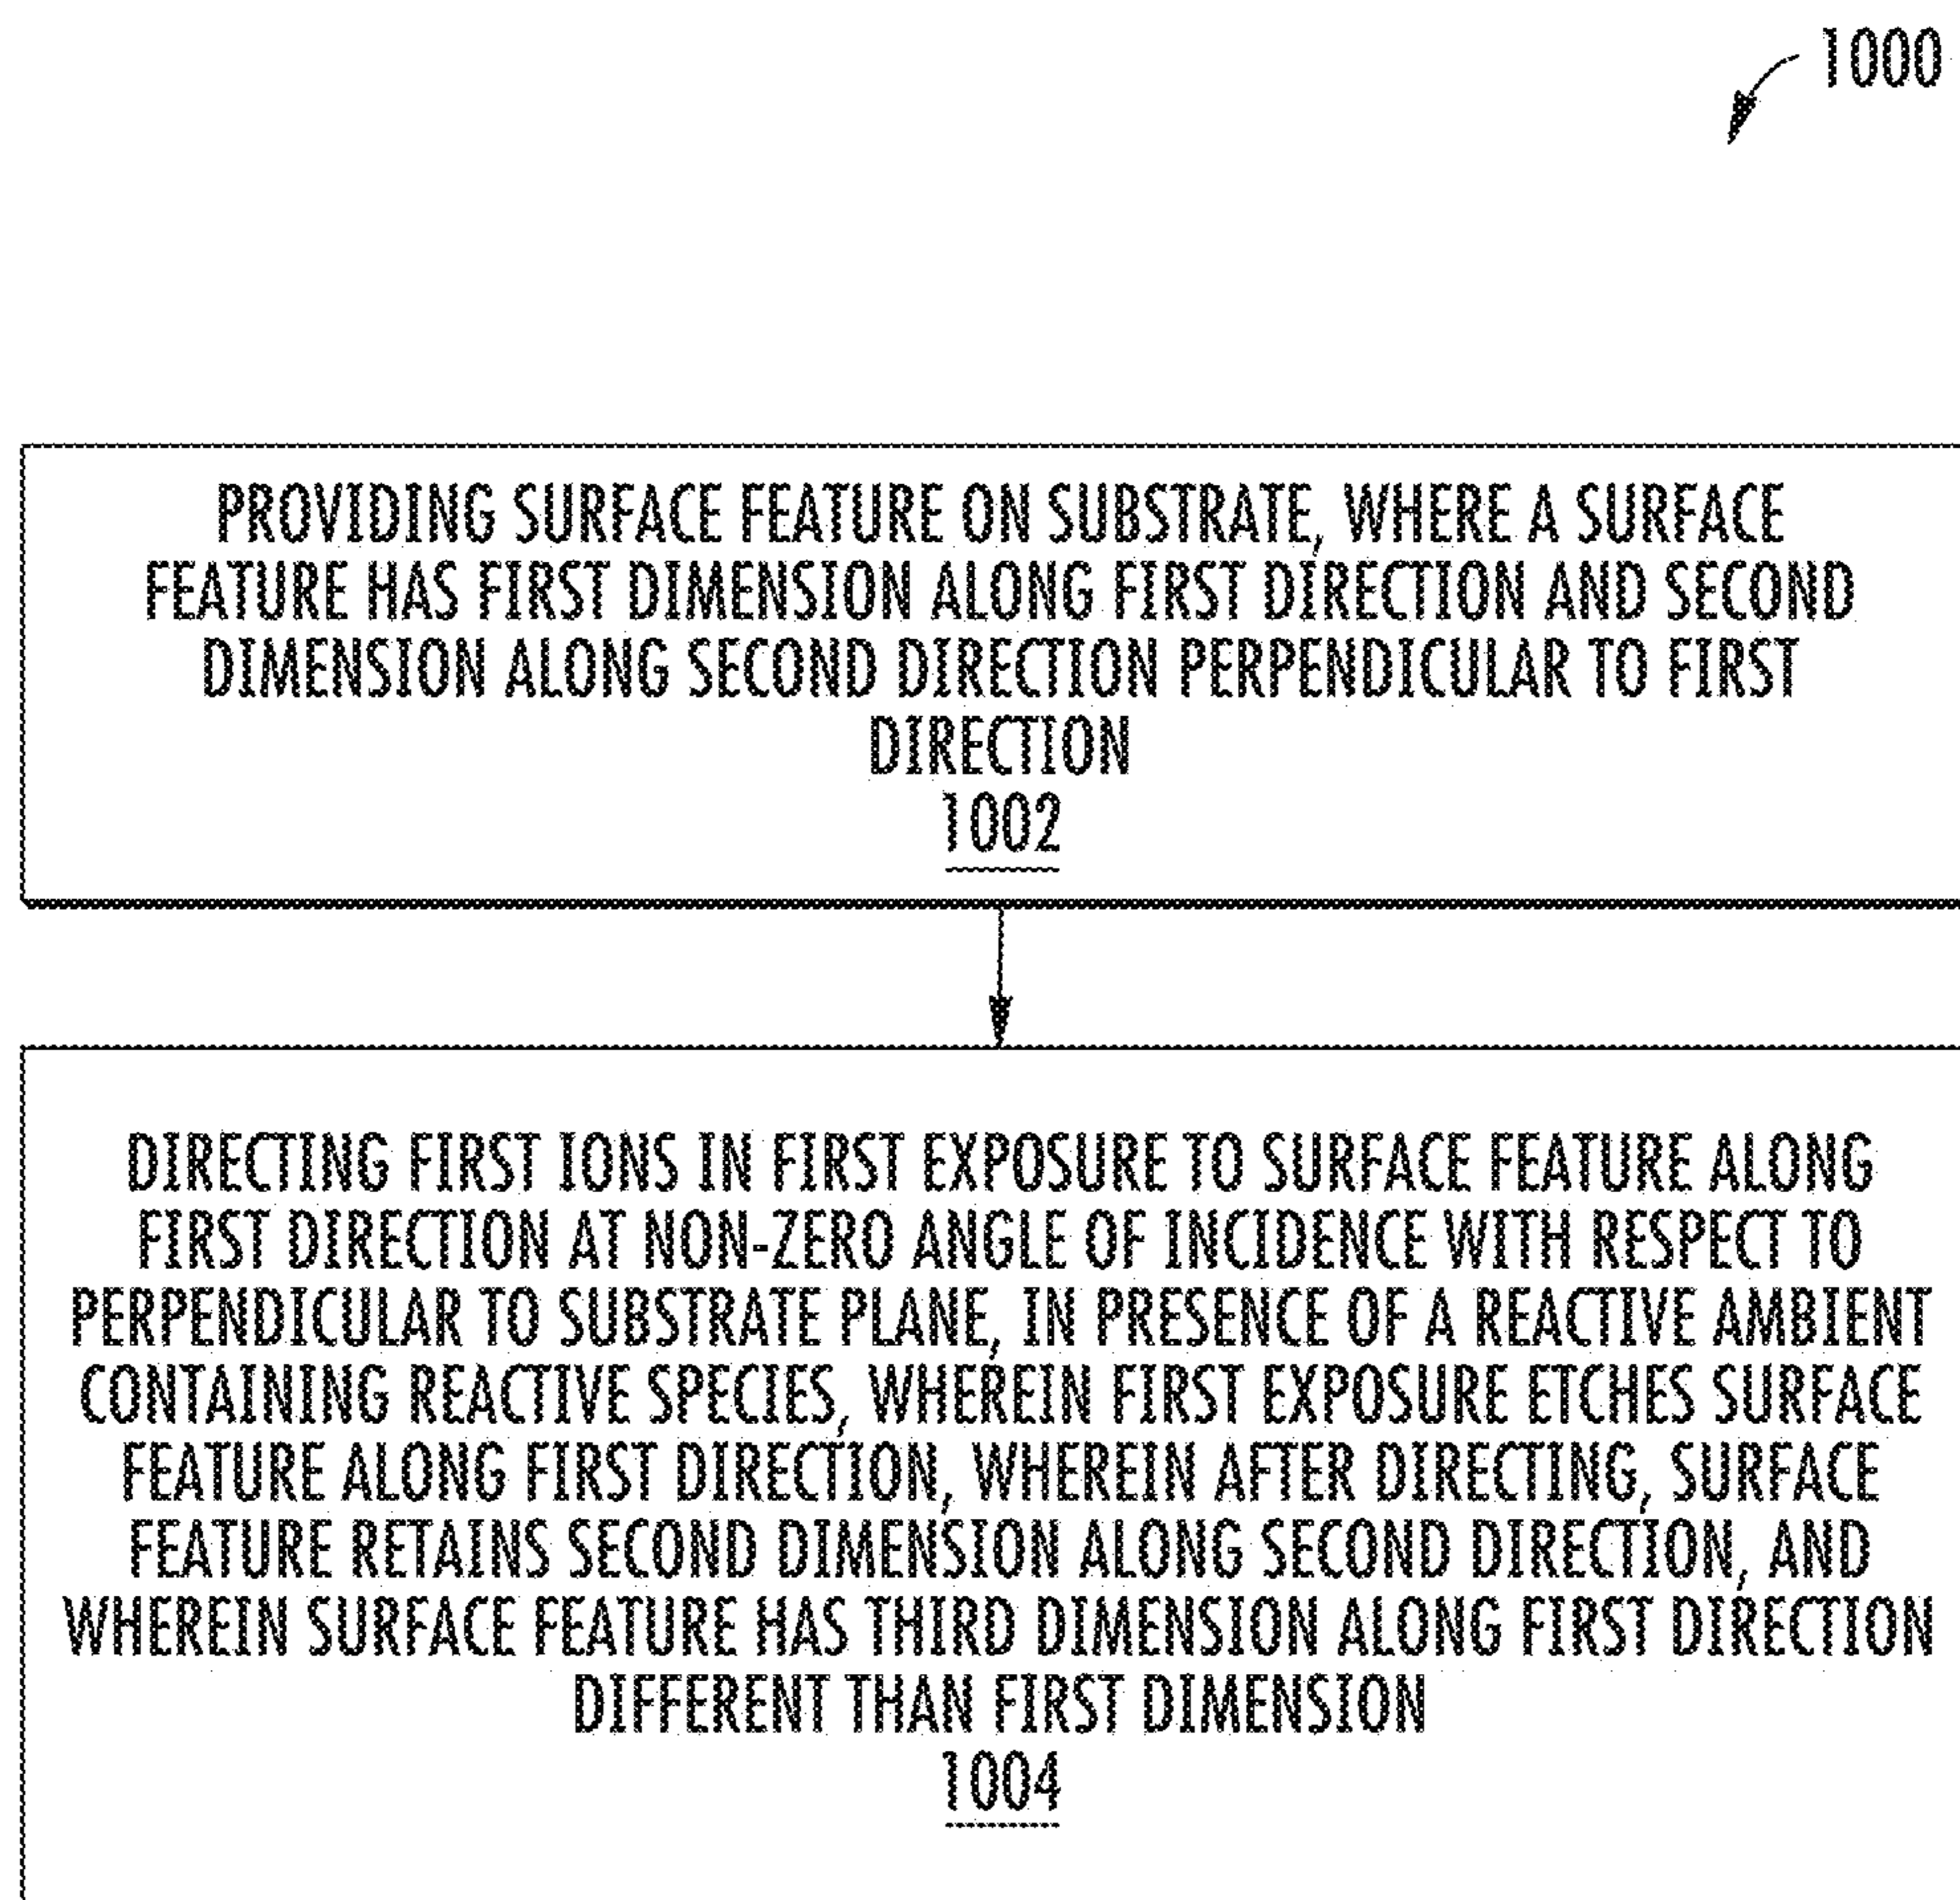 1000
PROVIDING SURFACE FEATURE ON SUBSTRATE, WHERE A SURFACE
FEATURE HAS FIRST DIMENSION ALONG FIRST DIRECTION AND SECOND
DIMENSION ALONG SECOND DIRECTION PERPENDICULAR TO FIRST
DIRECTION
1002
DIRECTING FIRST IONS IN FIRST EXPOSURE TO SURFACE FEATURE ALONG
FIRST DIRECTION AT NON-ZERO ANGLE OF INCIDENCE WITH RESPECT TO
PERPENDICULAR TO SUBSTRATE PLANE, IN PRESENCE OF A REACTIVE AMBIENT
CONTAINING REACTIVE SPECIES, WHEREIN FIRST EXPOSURE ETCHES SURFACE
FEATURE ALONG FIRST DIRECTION, WHEREIN AFTER DIRECTING, SURFACE
FEATURE RETAINS SECOND DIMENSION ALONG SECOND DIRECTION, AND
WHEREIN SURFACE FEATURE HAS THIRD DIMENSION ALONG FIRST DIRECTION
DIFFERENT THAN FIRST DIMENSION
1004